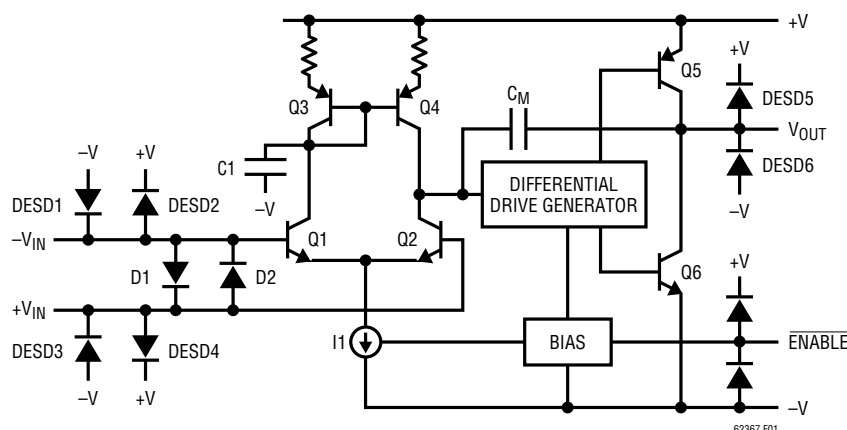 +V
Q3
Q4
Q5
+V
DESD5
CM
VOUT
C1
–V
DESD6
–V
–V
+V
DIFFERENTIAL
DRIVE GENERATOR
DESD1
DESD2
–VIN
Q1
Q2
Q6
+V
D1
D2
+VIN
DESD3
DESD4
I1
BIAS
ENABLE
–V
+V
–V
62367 F01